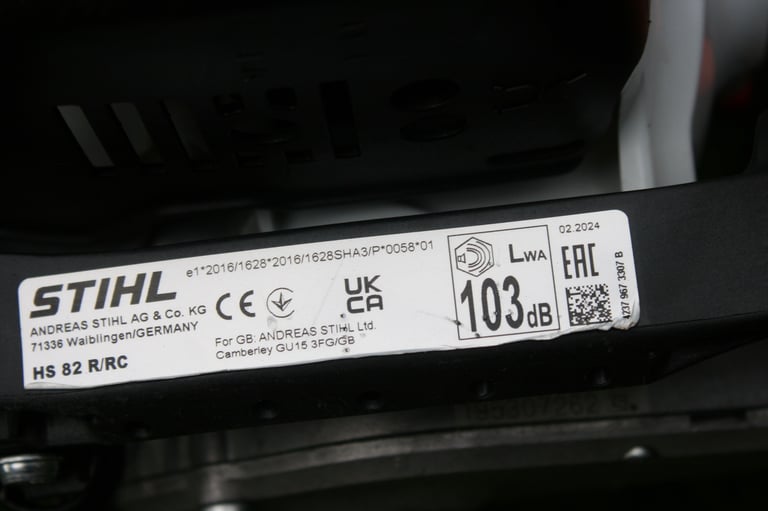 STIHL
ANDREAS STIHL AG & Co. KG
71336 Waiblingen/GERMANY
HS 82 R/RC
e1*2016/1628*2016/1628SHA3/P*0058*01
CE
UK
CA
For GB: ANDREAS STIHL Ltd.
Camberley GU15 3FG/GB
LWA
103dB
02.2024
EAC
4237 967 3307 B